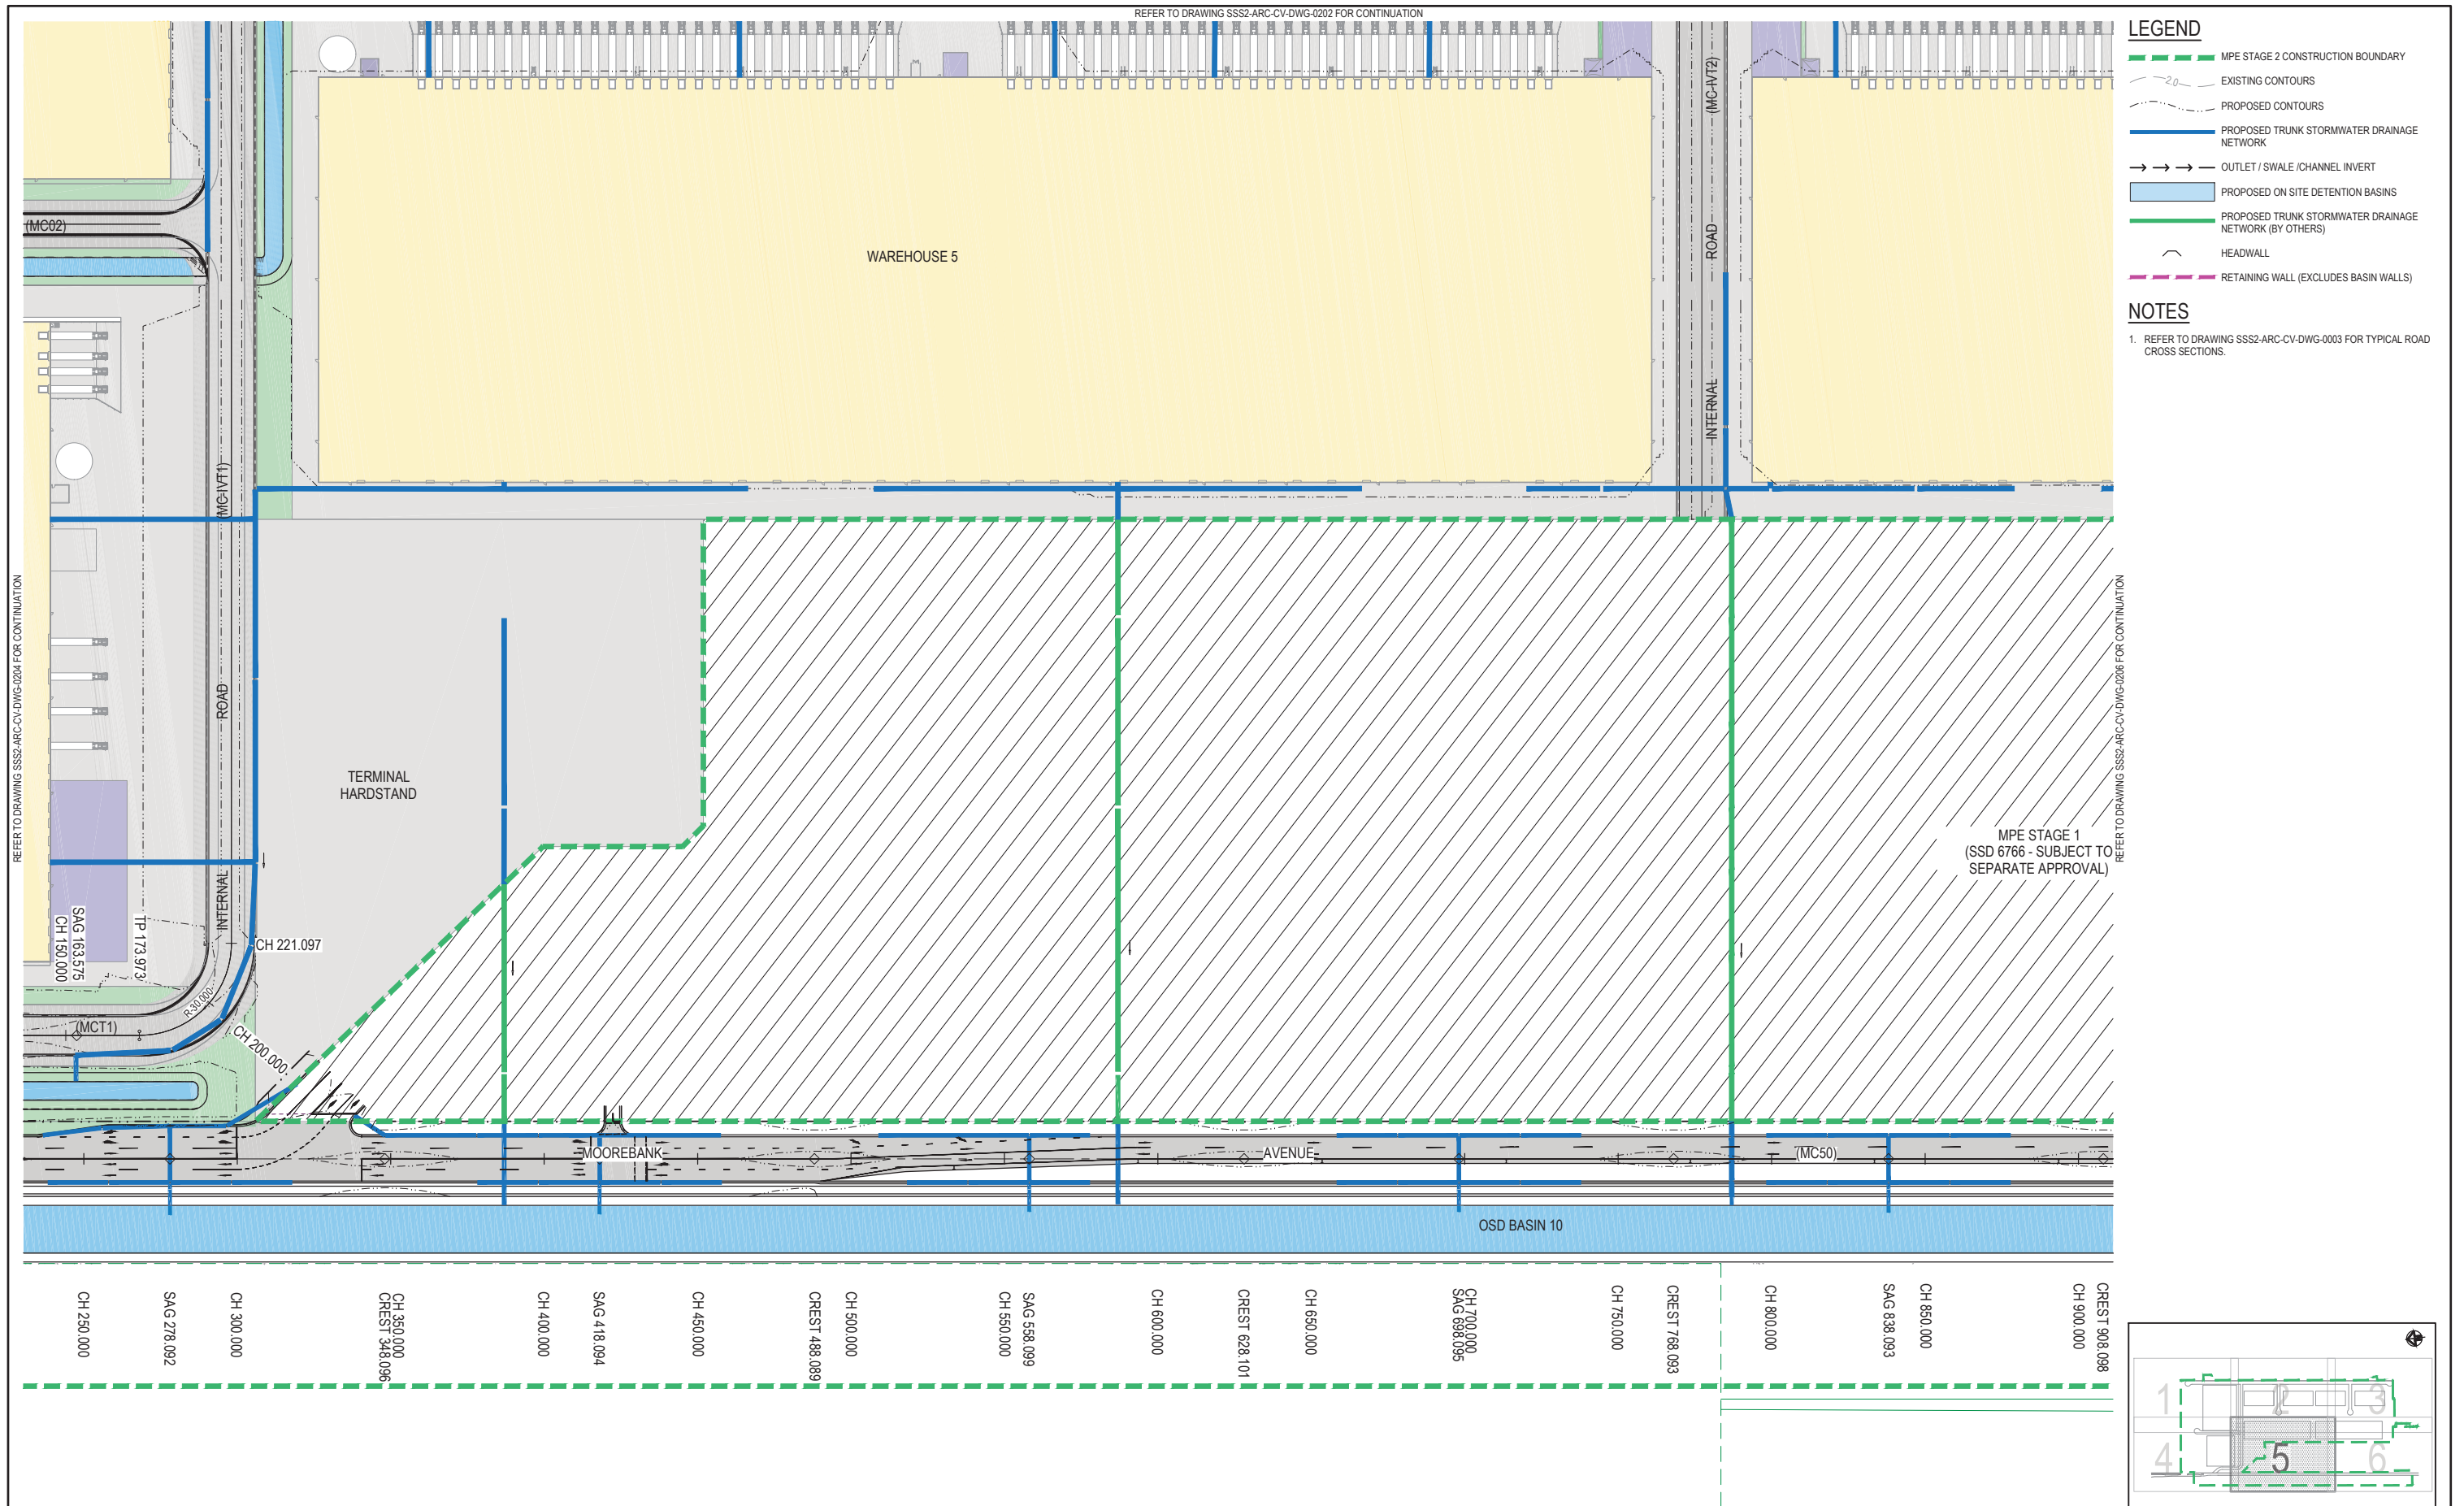 REFER TO DRAWING SSS2-ARC-CV-DWG-0202 FOR CONTINUATION
LEGEND
MPE STAGE 2 CONSTRUCTION BOUNDARY
2.0
EXISTING CONTOURS
PROPOSED CONTOURS
PROPOSED TRUNK STORMWATER DRAINAGE
NETWORK
OUTLET / SWALE /CHANNEL INVERT
PROPOSED ON SITE DETENTION BASINS
PROPOSED TRUNK STORMWATER DRAINAGE
NETWORK (BY OTHERS)
HEADWALL
RETAINING WALL (EXCLUDES BASIN WALLS)
NOTES
1. REFER TO DRAWING SSS2-ARC-CV-DWG-0003 FOR TYPICAL ROAD
CROSS SECTIONS.
(MC02)
WAREHOUSE 5
INTERNAL ROAD (MC-IVT2)
INTERNAL ROAD (MC-IVT1)
REFER TO DRAWING SSS2-ARC-CV-DWG-0204 FOR CONTINUATION
REFER TO DRAWING SSS2-ARC-CV-DWG-0206 FOR CONTINUATION
TERMINAL
HARDSTAND
MPE STAGE 1
(SSD 6766 - SUBJECT TO
SEPARATE APPROVAL)
CH 150.000
SAG 163.575
TP 173.973
CH 221.097
R-30.000
(MCT1)
CH 200.000
MOOREBANK AVENUE (MC50)
OSD BASIN 10
CH 250.000
SAG 278.092
CH 300.000
CREST 348.096
CH 350.000
CH 400.000
SAG 418.094
CH 450.000
CREST 488.089
CH 500.000
CH 550.000
SAG 558.099
CH 600.000
CREST 628.101
CH 650.000
SAG 698.095
CH 700.000
CH 750.000
CREST 768.093
CH 800.000
SAG 838.093
CH 850.000
CH 900.000
CREST 908.098
1 2 3
4 5 6